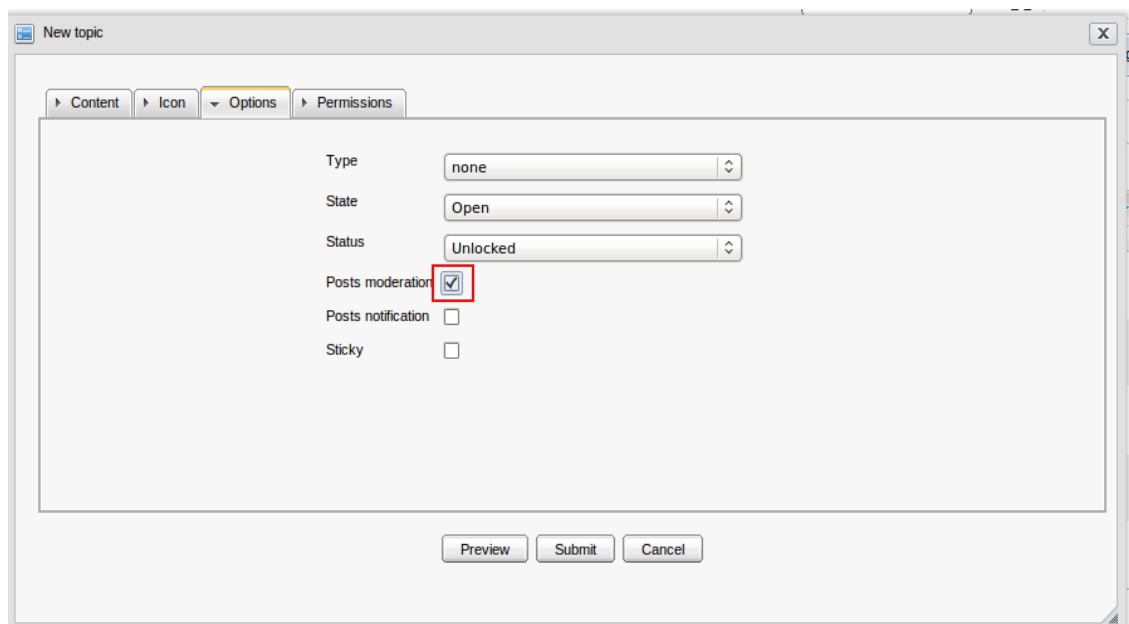 New topic
X
Content Icon Options Permissions
Type none
State Open
Status Unlocked
Posts moderation
Posts notification
Sticky
Preview Submit Cancel